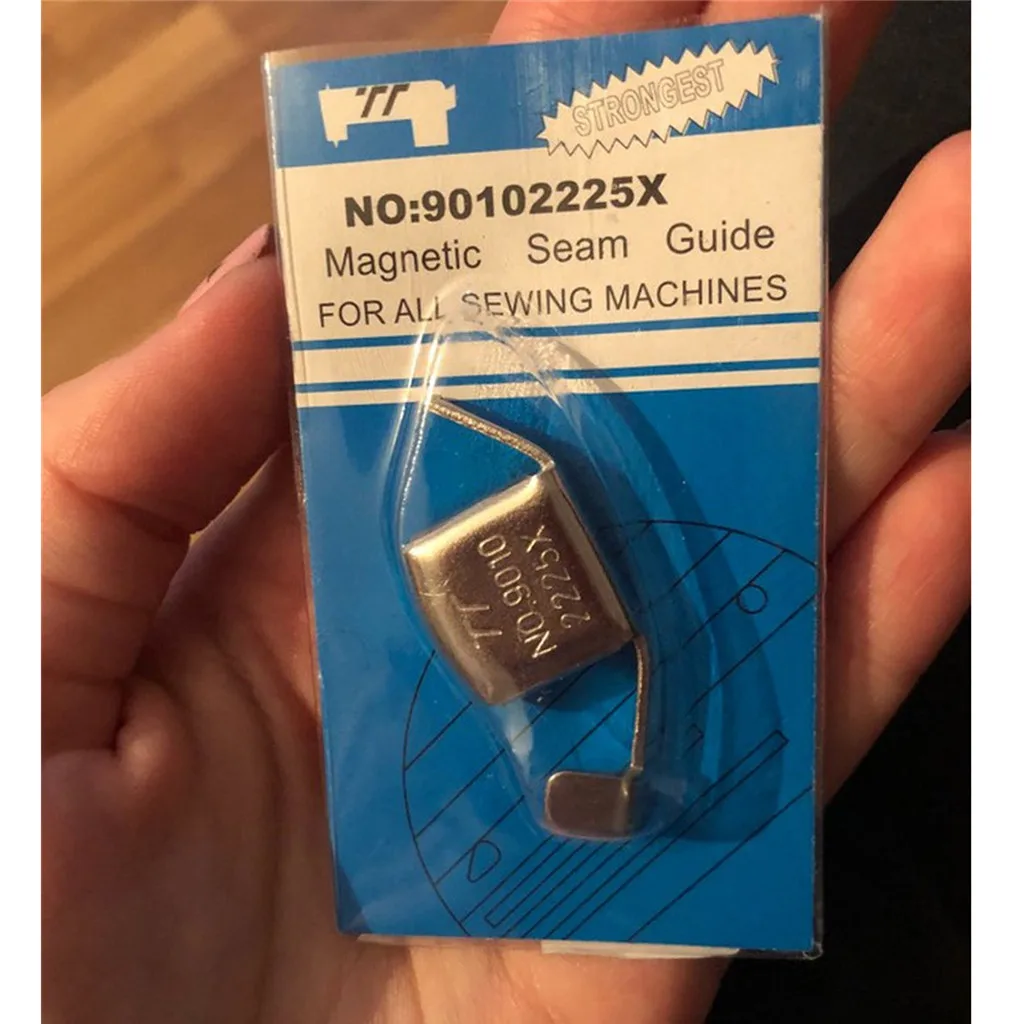 TT
STRONGEST
NO:90102225X
Magnetic Seam Guide
FOR ALL SEWING MACHINES
TT
NO.9010
2225X